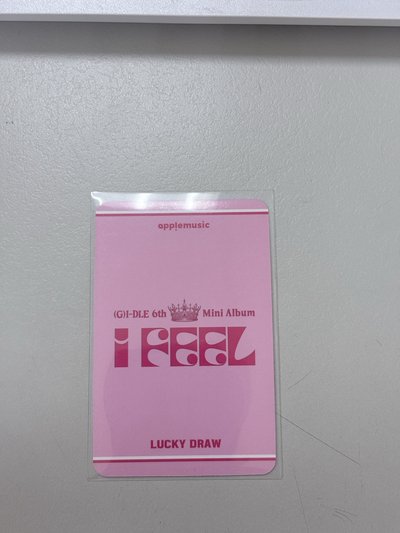 applemusic
(G)I-DLE 6th Mini Album
I FEEL
LUCKY DRAW